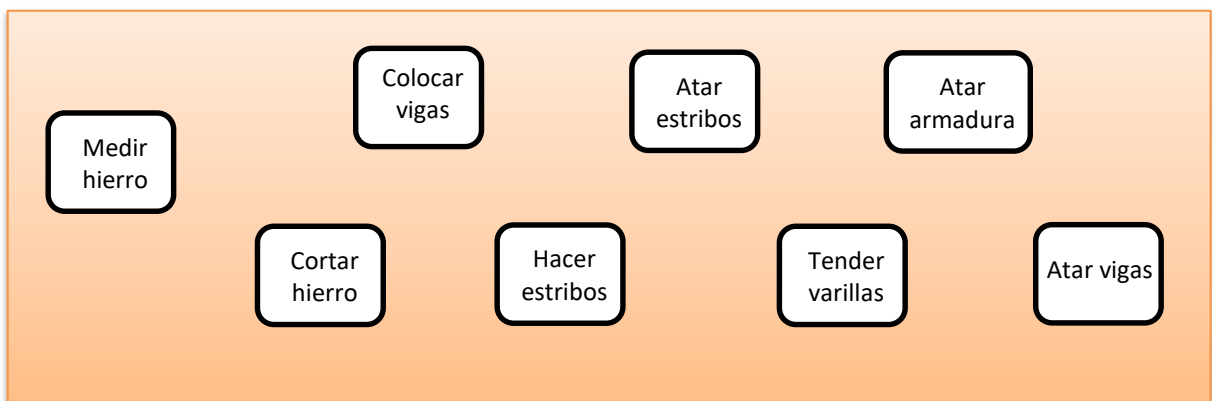 Colocar
vigas
Atar
estribos
Atar
armadura
Medir
hierro
Cortar
hierro
Hacer
estribos
Tender
varillas
Atar vigas